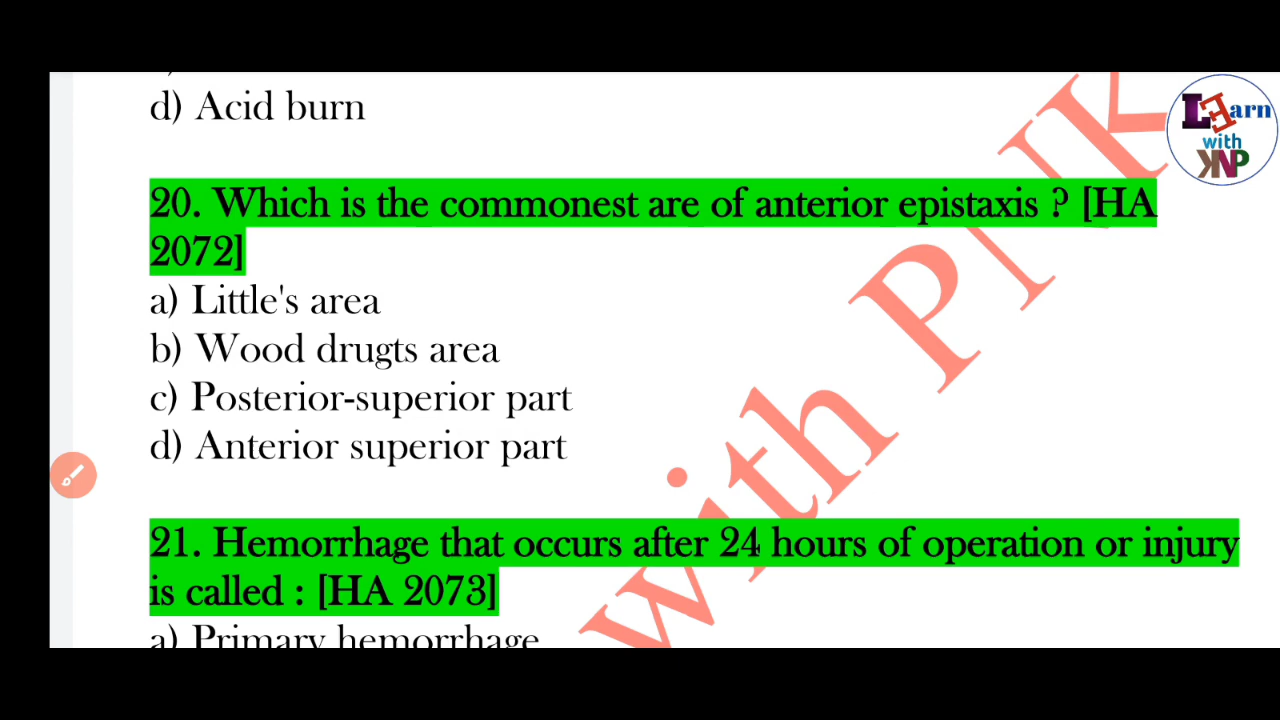 d) Acid burn
LEarn
with
KNP
20. Which is the commonest are of anterior epistaxis ? [HA
2072]
a) Little's area
b) Wood drugts area
c) Posterior-superior part
d) Anterior superior part
21. Hemorrhage that occurs after 24 hours of operation or injury
is called : [HA 2073]
a) Primary hemorrhage
with PNK